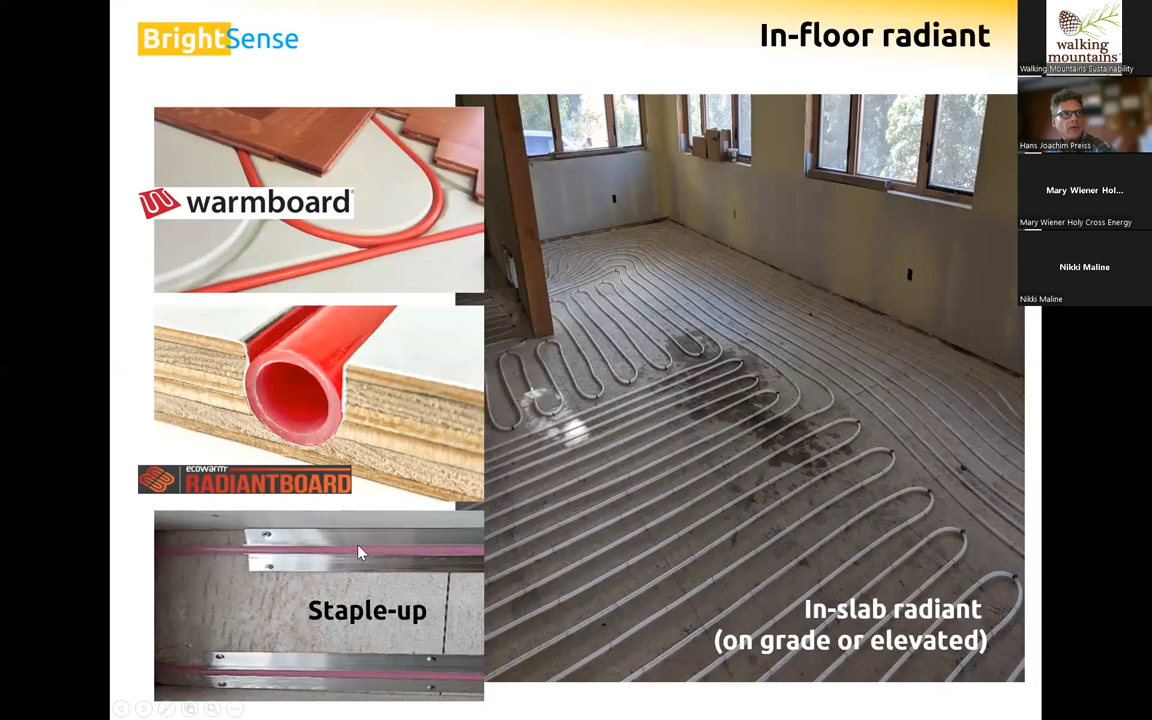 BrightSense
In-floor radiant
warmboard
ecowarm®
RADIANTBOARD
Staple-up
In-slab radiant
(on grade or elevated)
walking
mountains
Walking Mountains Sustainability
Hans Joachim Preiss
Mary Wiener Hol...
Mary Wiener Holy Cross Energy
Nikki Maline
Nikki Maline